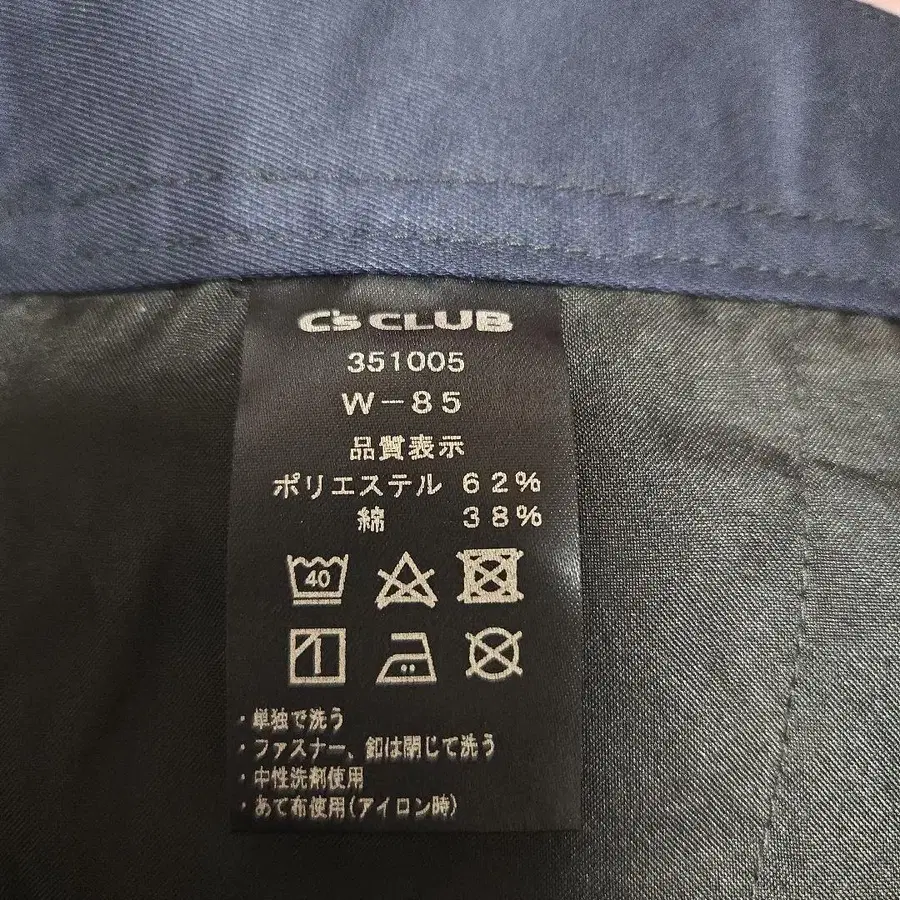 C's CLUB
351005
W-85
品質表示
ポリエステル 62%
綿 38%
40
・単独で洗う
・ファスナー、釦は閉じて洗う
・中性洗剤使用
・あて布使用(アイロン時)